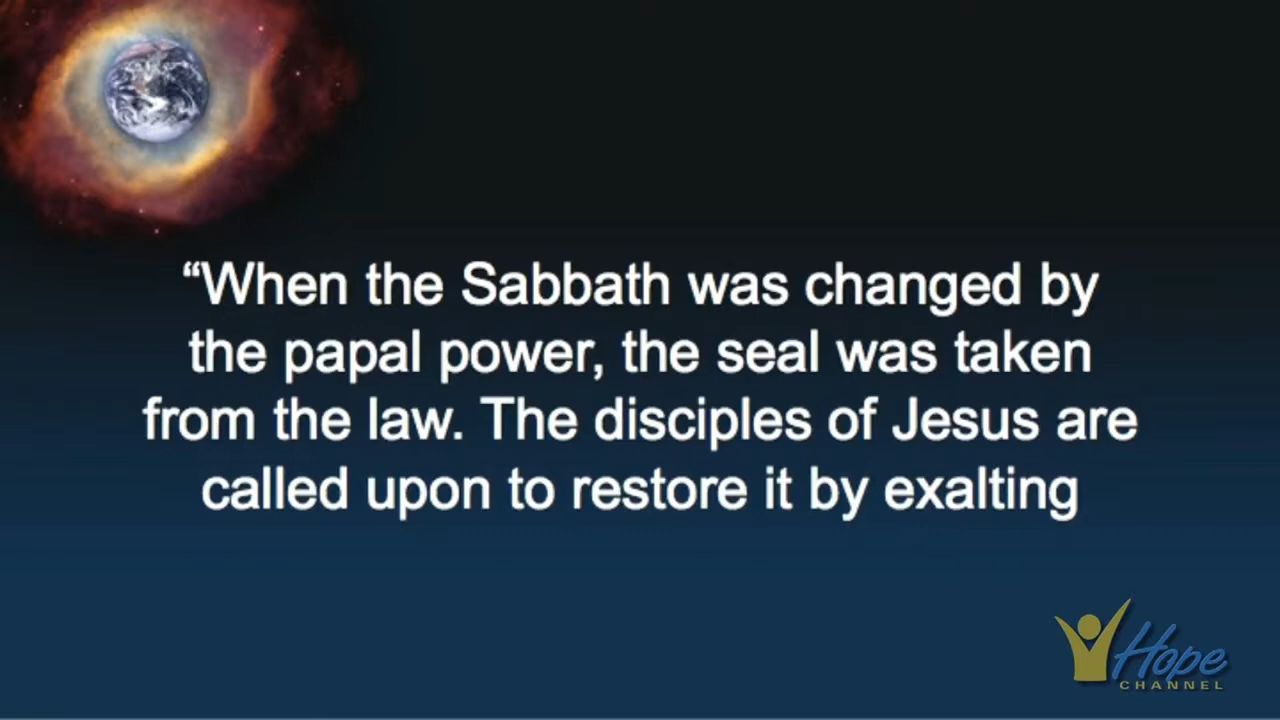 “When the Sabbath was changed by
the papal power, the seal was taken
from the law. The disciples of Jesus are
called upon to restore it by exalting
Hope
CHANNEL